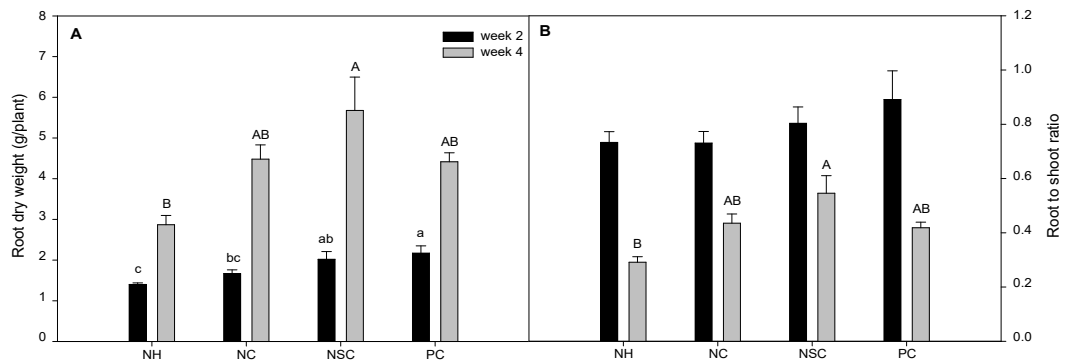 A
week 2
week 4
Root dry weight (g/plant)
8
7
6
5
4
3
2
1
0
c
B
bc
AB
ab
A
a
AB
NH
NC
NSC
PC
B
B
AB
A
AB
NH
NC
NSC
PC
1.2
1.0
0.8
0.6
0.4
0.2
0.0
Root to shoot ratio